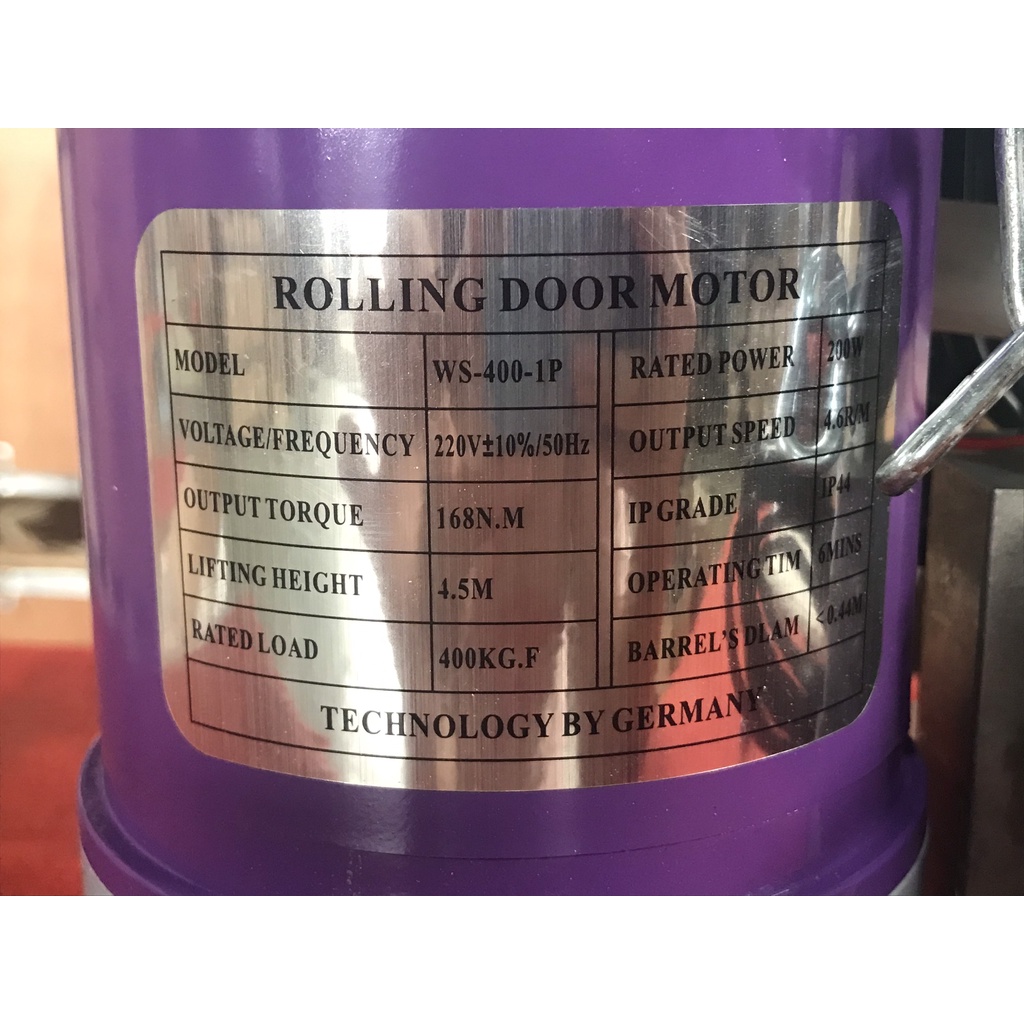 ROLLING DOOR MOTOR
MODEL WS-400-1P RATED POWER 200W
VOLTAGE/FREQUENCY 220V±10%/50Hz OUTPUT SPEED 4.6R/M
OUTPUT TORQUE 168N.M IP GRADE IP44
LIFTING HEIGHT 4.5M OPERATING TIM 6MINS
RATED LOAD 400KG.F BARREL'S DLAM <0.44M
TECHNOLOGY BY GERMANY